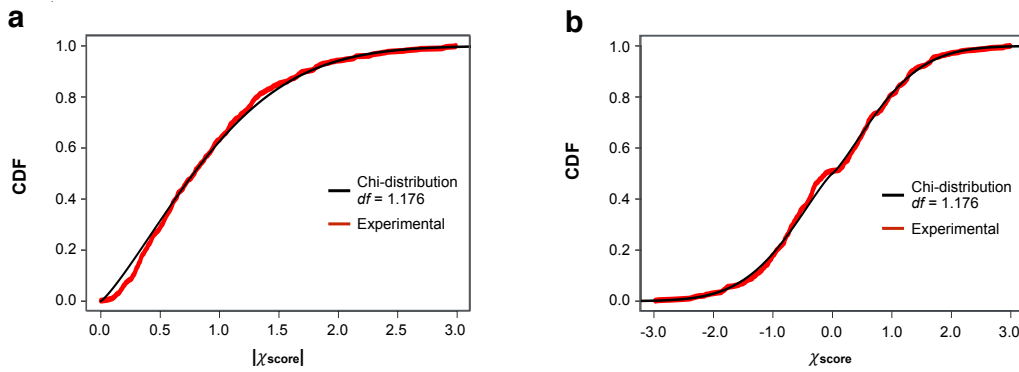 a
1.0
0.8
0.6
0.4
0.2
0.0
CDF
Chi-distribution
df = 1.176
Experimental
0.0 0.5 1.0 1.5 2.0 2.5 3.0
|χscore|
b
1.0
0.8
0.6
0.4
0.2
0.0
CDF
Chi-distribution
df = 1.176
Experimental
-3.0 -2.0 -1.0 0.0 1.0 2.0 3.0
χscore